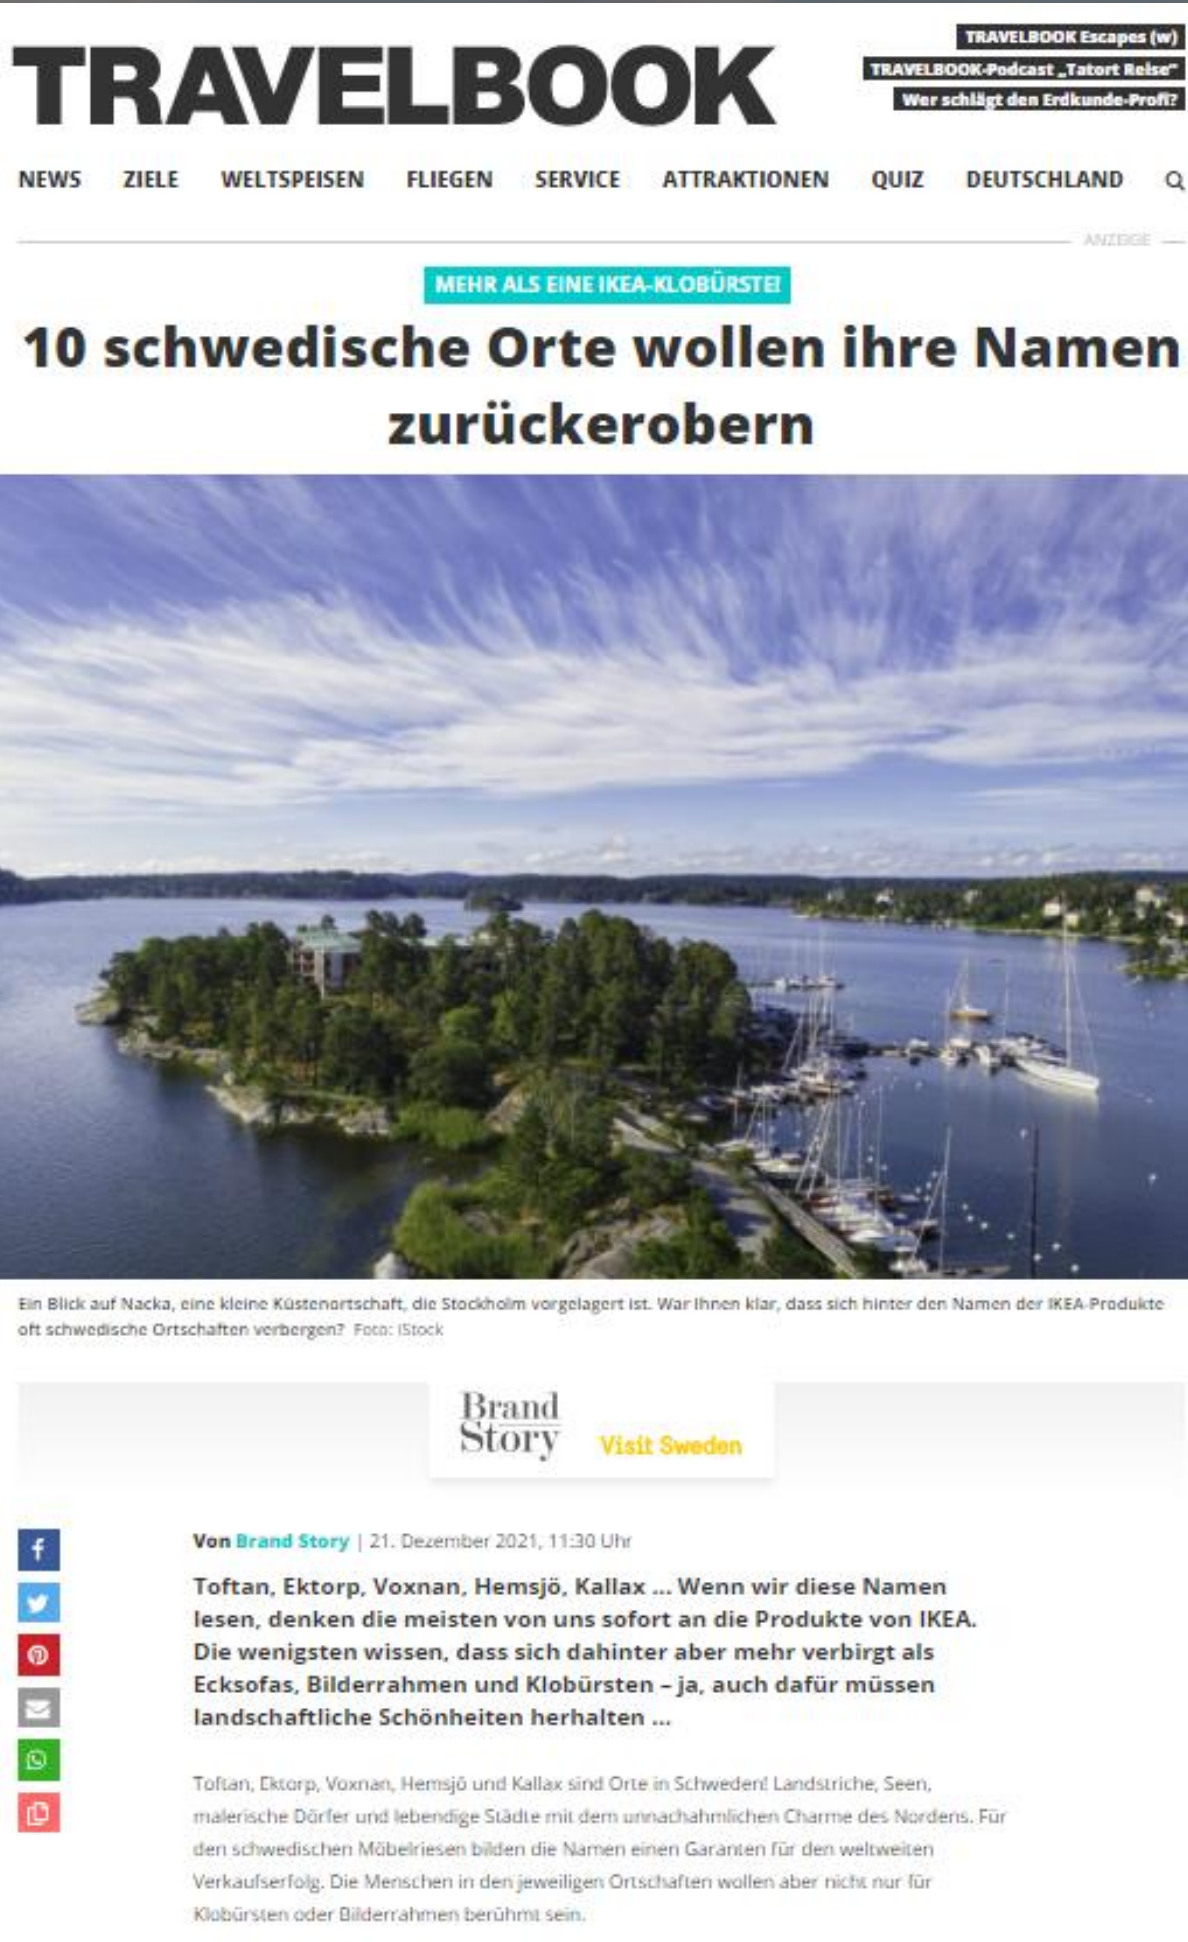 TRAVELBOOK Escapes (w)
TRAVELBOOK
TRAVELBOOK-Podcast „Tatort Reise“
Wer schlägt den Erdkunde-Profi?
NEWS ZIELE WELTSPEISEN FLIEGEN SERVICE ATTRAKTIONEN QUIZ DEUTSCHLAND
ANZEIGE
MEHR ALS EINE IKEA-KLOBÜRSTE!
10 schwedische Orte wollen ihre Namen
zurückerobern
Ein Blick auf Nacka, eine kleine Küstenortschaft, die Stockholm vorgelagert ist. War Ihnen klar, dass sich hinter den Namen der IKEA-Produkte
oft schwedische Ortschaften verbergen? Foto: iStock
Brand
Story Visit Sweden
Von Brand Story | 21. Dezember 2021, 11:30 Uhr
Toftan, Ektorp, Voxnan, Hemsjö, Kallax ... Wenn wir diese Namen
lesen, denken die meisten von uns sofort an die Produkte von IKEA.
Die wenigsten wissen, dass sich dahinter aber mehr verbirgt als
Ecksofas, Bilderrahmen und Klobürsten – ja, auch dafür müssen
landschaftliche Schönheiten herhalten ...
Toftan, Ektorp, Voxnan, Hemsjö und Kallax sind Orte in Schweden! Landstriche, Seen,
malerische Dörfer und lebendige Städte mit dem unnachahmlichen Charme des Nordens. Für
den schwedischen Möbelriesen bilden die Namen einen Garanten für den weltweiten
Verkaufserfolg. Die Menschen in den jeweiligen Ortschaften wollen aber nicht nur für
Klobürsten oder Bilderrahmen berühmt sein.